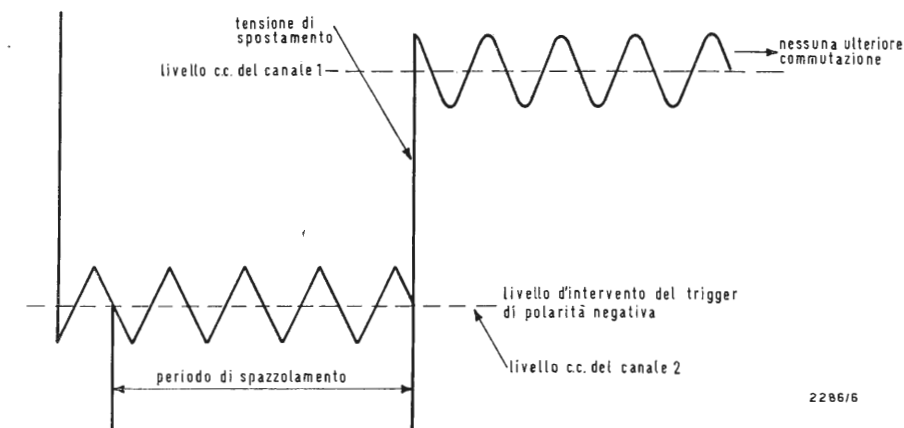 tensione di
spostamento
livello c.c. del canale 1
nessuna ulteriore
commutazione
livello d'intervento del trigger
di polarità negativa
livello c.c. del canale 2
periodo di spazzolamento
2286/6